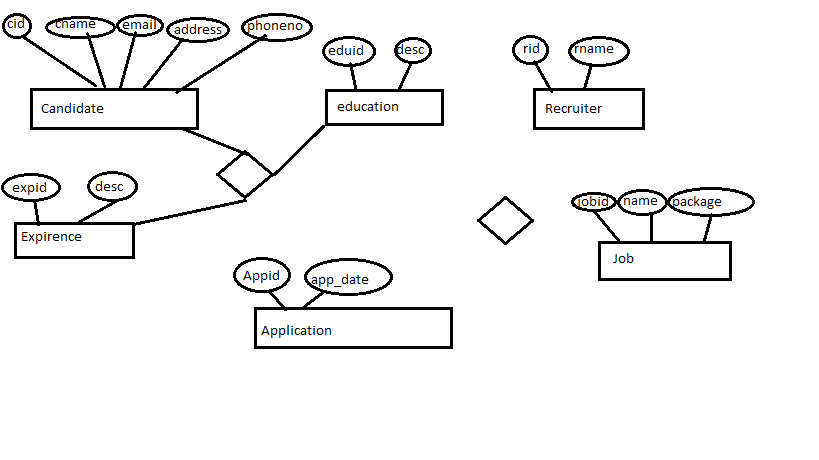 cid
cname
email
address
phoneno
eduid
desc
rid
rname
Candidate
education
Recruiter
expid
desc
jobid
name
package
Expirence
Job
Appid
app_date
Application